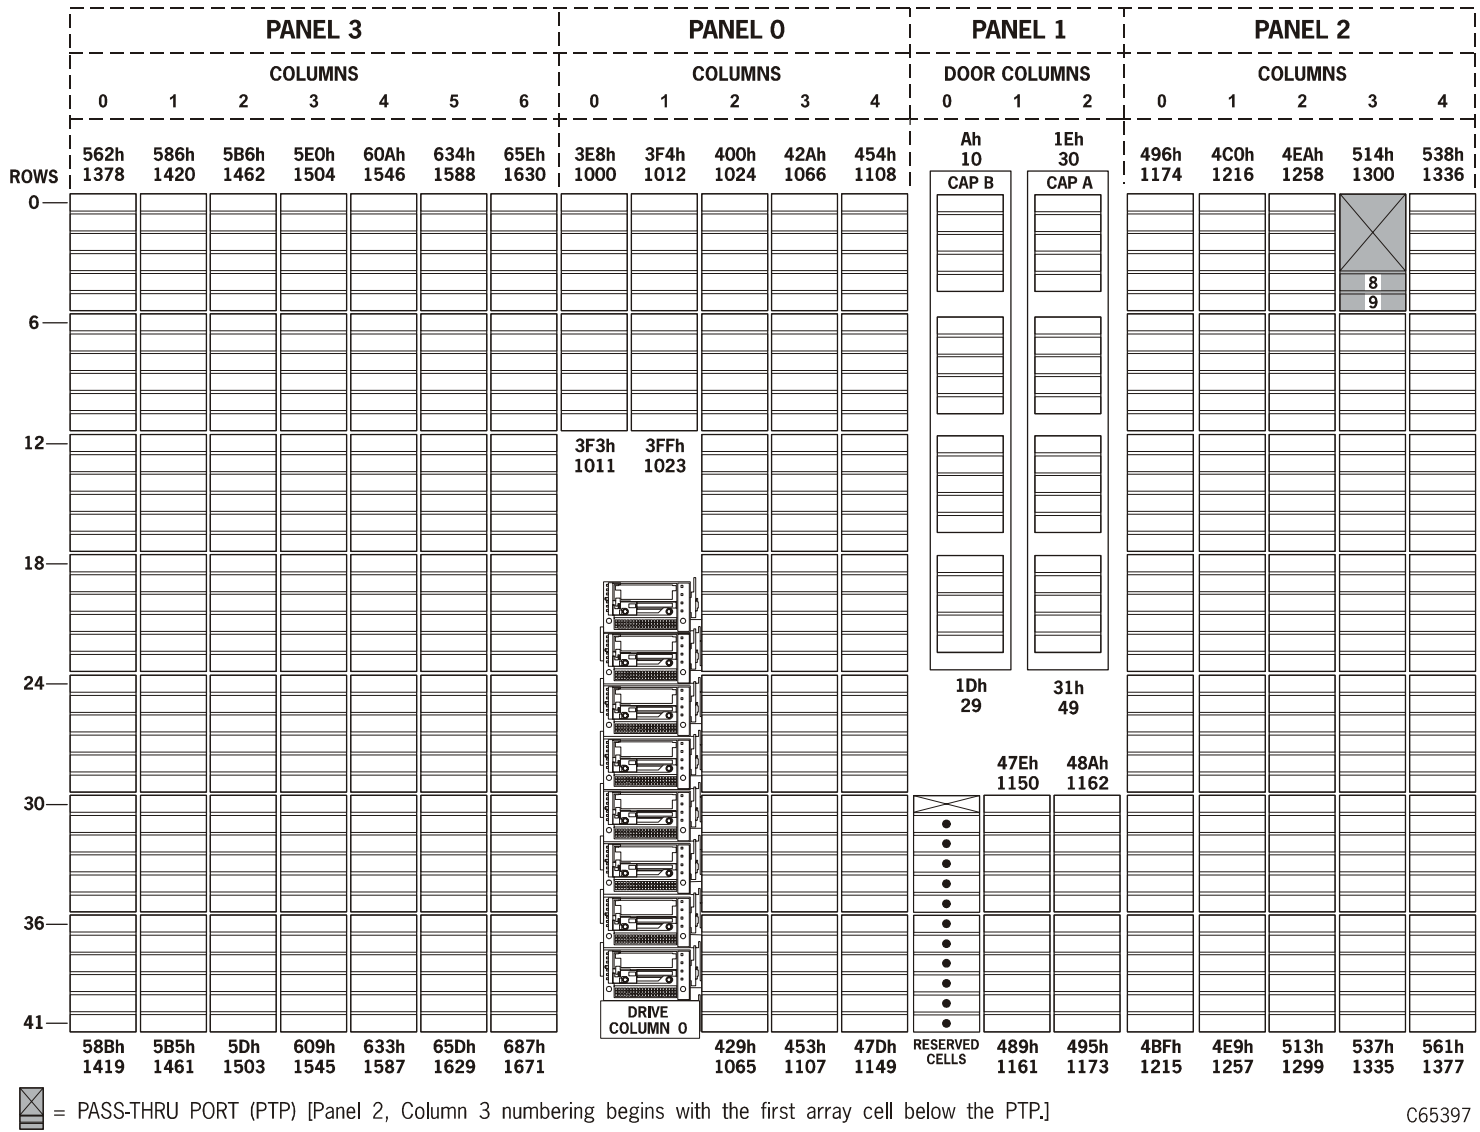 PANEL 3 PANEL 0 PANEL 1 PANEL 2
COLUMNS COLUMNS DOOR COLUMNS COLUMNS
0 1 2 3 4 5 6 0 1 2 3 4 0 1 2 0 1 2 3 4
Ah 1Eh
10 30
562h 586h 5B6h 5E0h 60Ah 634h 65Eh 3E8h 3F4h 400h 42Ah 454h 496h 4C0h 4EAh 514h 538h
ROWS 1378 1420 1462 1504 1546 1588 1630 1000 1012 1024 1066 1108 1174 1216 1258 1300 1336
CAP B CAP A
0
8
9
6
12
3F3h 3FFh
1011 1023
18
24
1Dh 31h
29 49
47Eh 48Ah
1150 1162
30
36
41
DRIVE
COLUMN 0
RESERVED
CELLS
58Bh 5B5h 5Dh 609h 633h 65Dh 687h 429h 453h 47Dh 489h 495h 4BFh 4E9h 513h 537h 561h
1419 1461 1503 1545 1587 1629 1671 1065 1107 1149 1161 1173 1215 1257 1299 1335 1377
= PASS-THRU PORT (PTP) [Panel 2, Column 3 numbering begins with the first array cell below the PTP.]
C65397